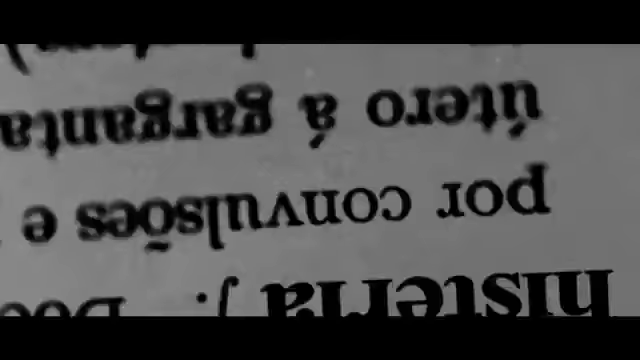 histeria f.
por convulsões e
útero á garganta